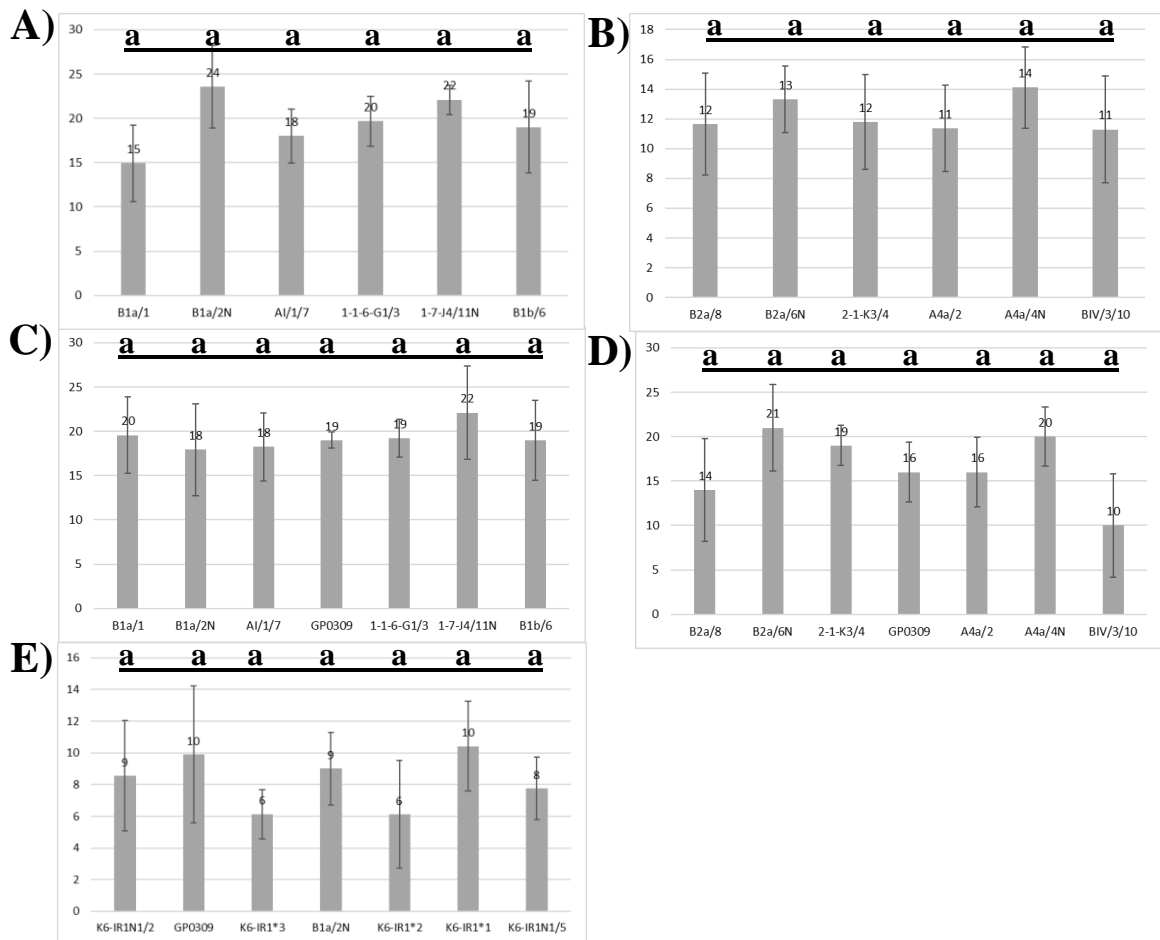 A)
a a a a a a
30
25
20
15
10
5
0
15 24 18 20 22 19
B1a/1 B1a/2N AI/1/7 1-1-6-G1/3 1-7-J4/11N B1b/6
B)
a a a a a a
18
16
14
12
10
8
6
4
2
0
12 13 12 11 14 11
B2a/8 B2a/6N 2-1-K3/4 A4a/2 A4a/4N BIV/3/10
C)
a a a a a a a
30
25
20
15
10
5
0
20 18 18 19 19 22 19
B1a/1 B1a/2N AI/1/7 GP0309 1-1-6-G1/3 1-7-J4/11N B1b/6
D)
a a a a a a a
30
25
20
15
10
5
0
14 21 19 16 16 20 10
B2a/8 B2a/6N 2-1-K3/4 GP0309 A4a/2 A4a/4N BIV/3/10
E)
a a a a a a a
16
14
12
10
8
6
4
2
0
9 10 6 9 6 10 8
K6-IR1N1/2 GP0309 K6-IR1*3 B1a/2N K6-IR1*2 K6-IR1*1 K6-IR1N1/5